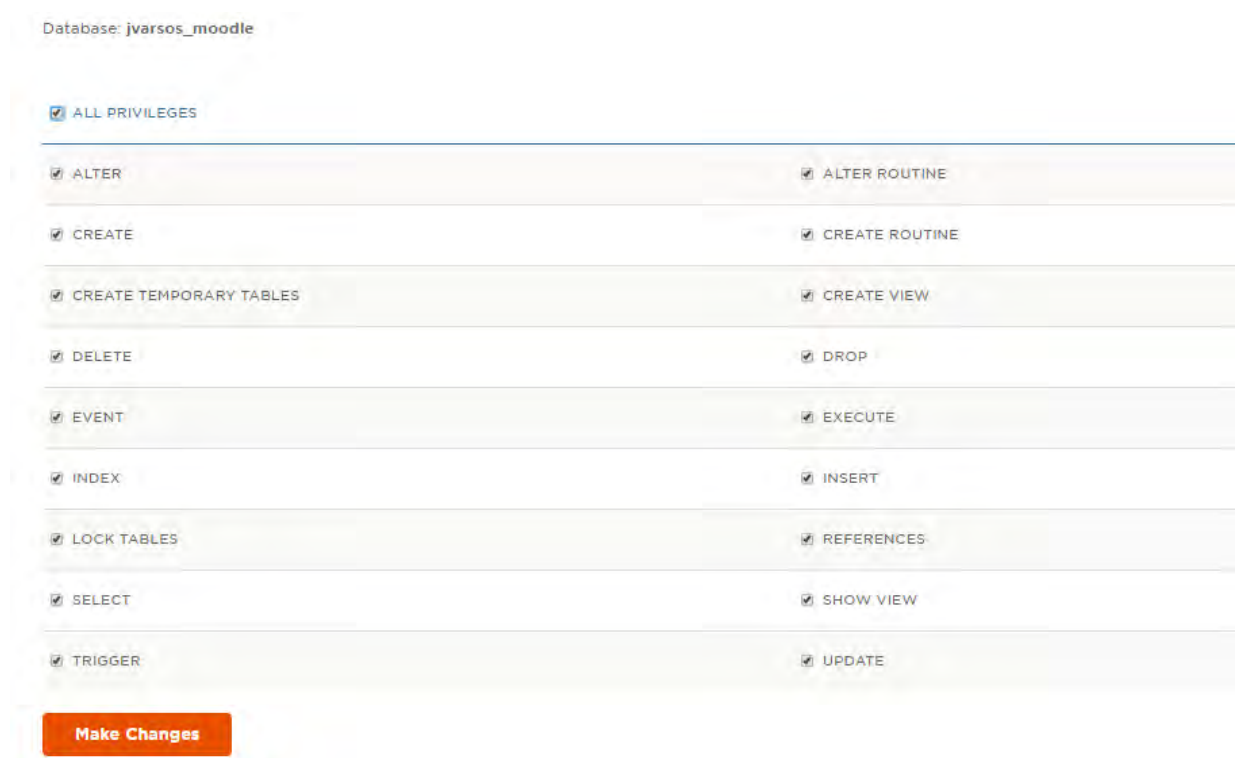 Database: jvarsos_moodle
ALL PRIVILEGES
ALTER ALTER ROUTINE
CREATE CREATE ROUTINE
CREATE TEMPORARY TABLES CREATE VIEW
DELETE DROP
EVENT EXECUTE
INDEX INSERT
LOCK TABLES REFERENCES
SELECT SHOW VIEW
TRIGGER UPDATE
Make Changes